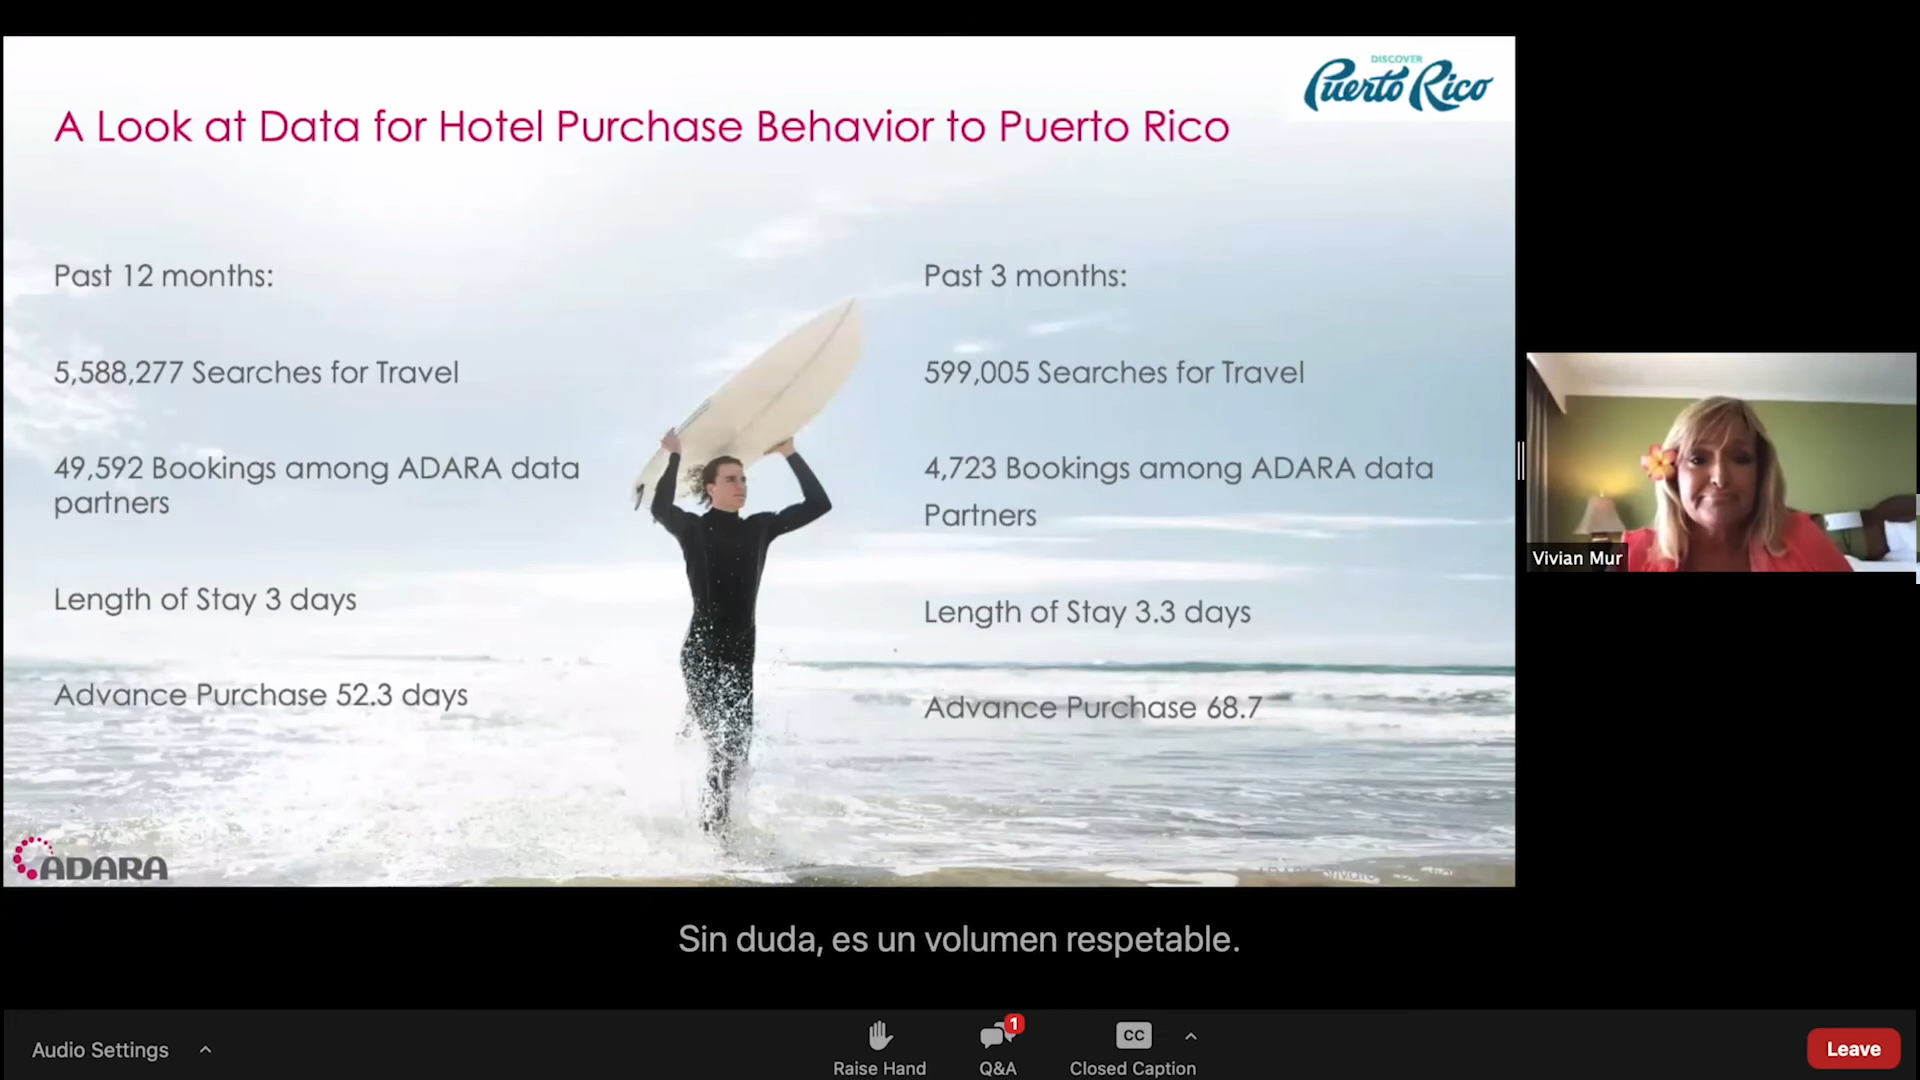 DISCOVER
Puerto Rico
A Look at Data for Hotel Purchase Behavior to Puerto Rico
Past 12 months:
5,588,277 Searches for Travel
49,592 Bookings among ADARA data
partners
Length of Stay 3 days
Advance Purchase 52.3 days
Past 3 months:
599,005 Searches for Travel
4,723 Bookings among ADARA data
Partners
Length of Stay 3.3 days
Advance Purchase 68.7
ADARA
Vivian Mur
Sin duda, es un volumen respetable.
Audio Settings
Raise Hand
1
Q&A
CC
Closed Caption
Leave